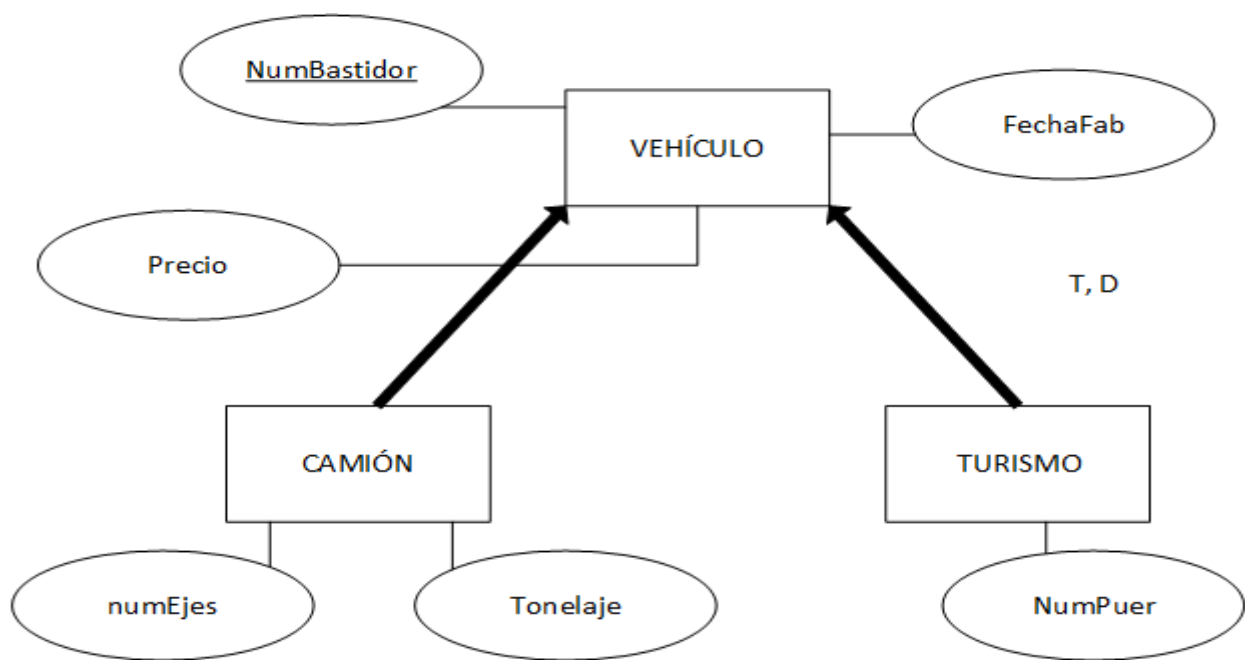 NumBastidor
FechaFab
VEHÍCULO
Precio
T, D
CAMIÓN
TURISMO
numEjes
Tonelaje
NumPuer